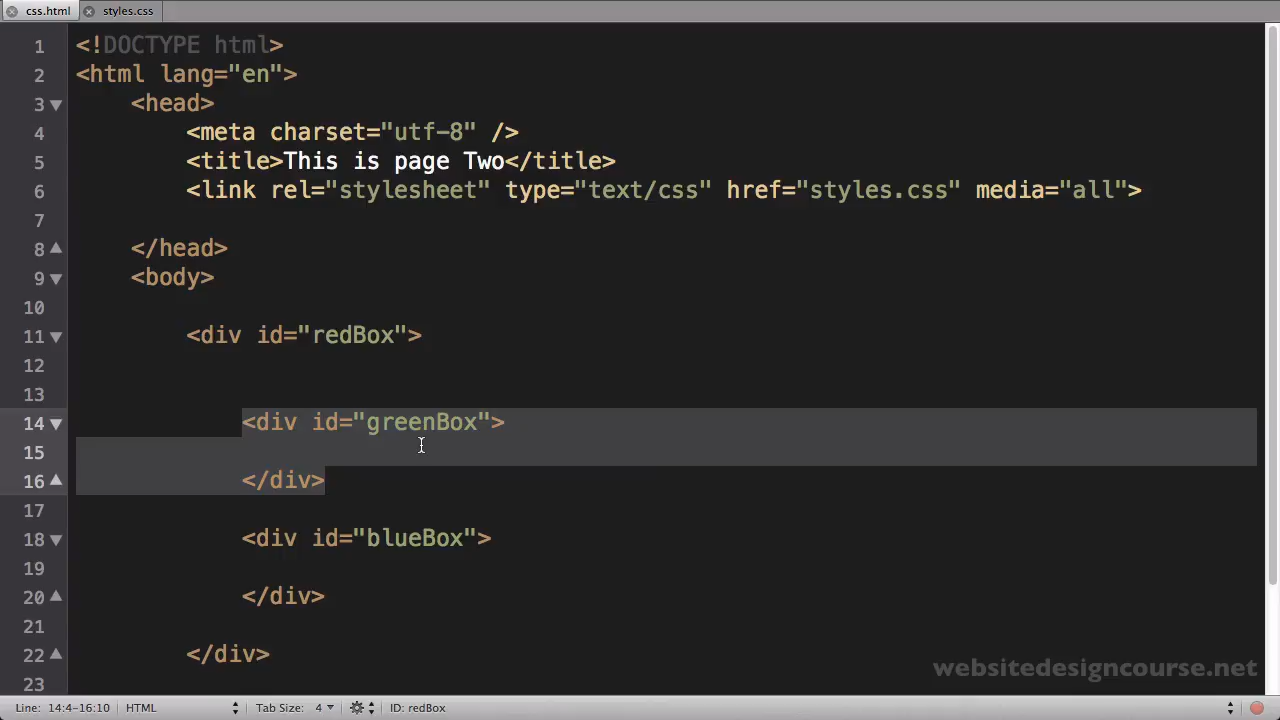 css.html styles.css
1 <!DOCTYPE html>
2 <html lang="en">
3 <head>
4 <meta charset="utf-8" />
5 <title>This is page Two</title>
6 <link rel="stylesheet" type="text/css" href="styles.css" media="all">
7
8 </head>
9 <body>
10
11 <div id="redBox">
12
13
14 <div id="greenBox">
15
16 </div>
17
18 <div id="blueBox">
19
20 </div>
21
22 </div>
23
websitedesigncourse.net
Line: 14:4-16:10 HTML Tab Size: 4 ID: redBox